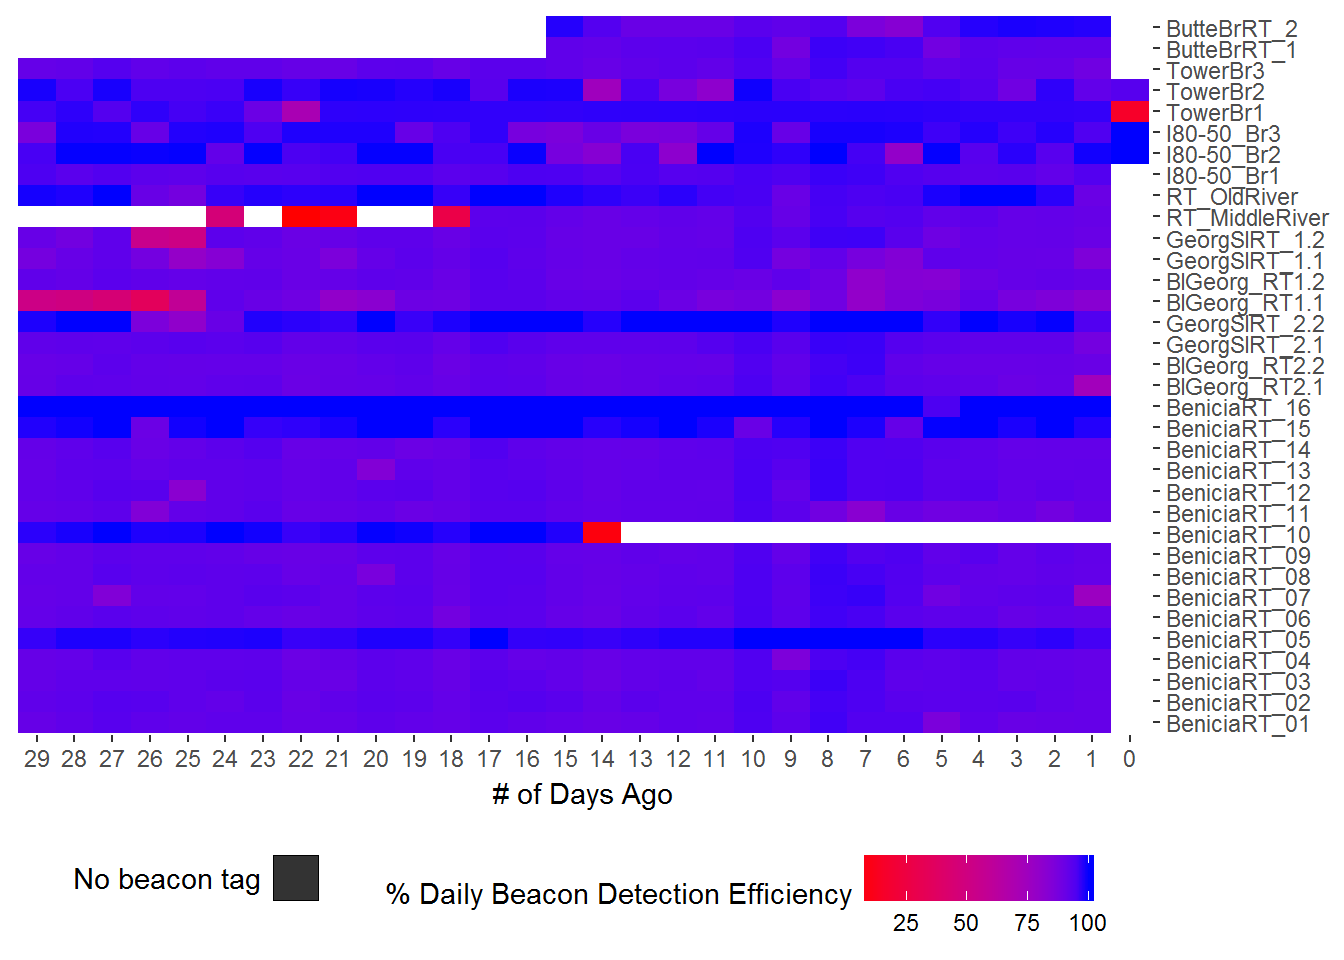 ButteBrRT_2
ButteBrRT_1
TowerBr3
TowerBr2
TowerBr1
I80-50_Br3
I80-50_Br2
I80-50_Br1
RT_OldRiver
RT_MiddleRiver
GeorgSlRT_1.2
GeorgSlRT_1.1
BlGeorg_RT1.2
BlGeorg_RT1.1
GeorgSlRT_2.2
GeorgSlRT_2.1
BlGeorg_RT2.2
BlGeorg_RT2.1
BeniciaRT_16
BeniciaRT_15
BeniciaRT_14
BeniciaRT_13
BeniciaRT_12
BeniciaRT_11
BeniciaRT_10
BeniciaRT_09
BeniciaRT_08
BeniciaRT_07
BeniciaRT_06
BeniciaRT_05
BeniciaRT_04
BeniciaRT_03
BeniciaRT_02
BeniciaRT_01
29 28 27 26 25 24 23 22 21 20 19 18 17 16 15 14 13 12 11 10 9 8 7 6 5 4 3 2 1 0
# of Days Ago
No beacon tag
% Daily Beacon Detection Efficiency
25 50 75 100